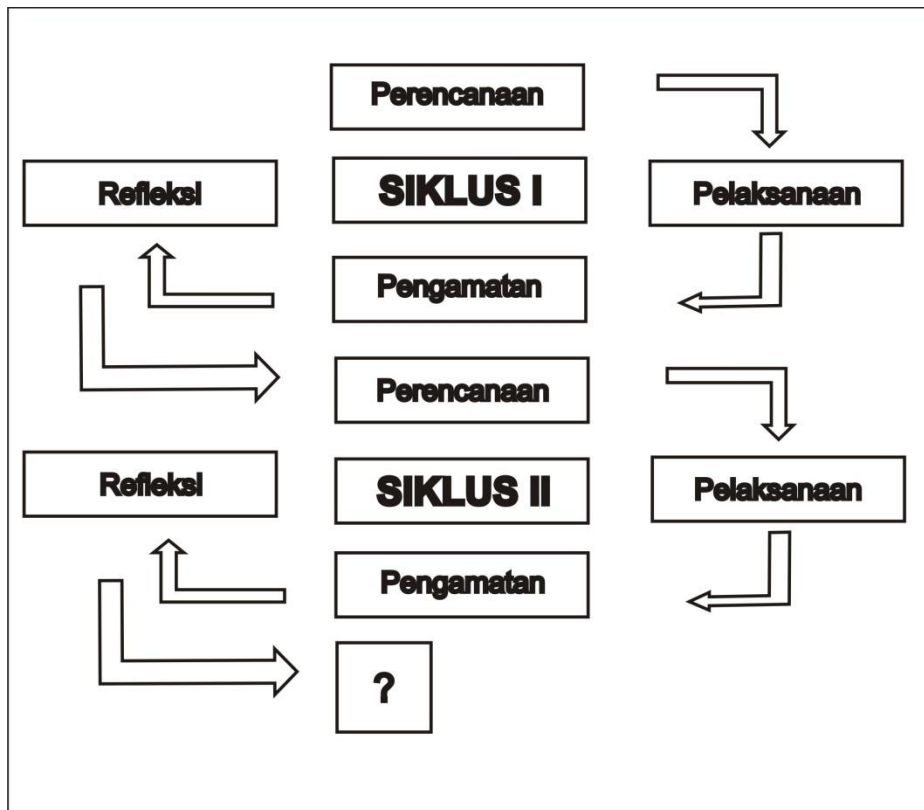 Perencanaan
Refleksi
SIKLUS I
Pelaksanaan
Pengamatan
Perencanaan
Refleksi
SIKLUS II
Pelaksanaan
Pengamatan
?